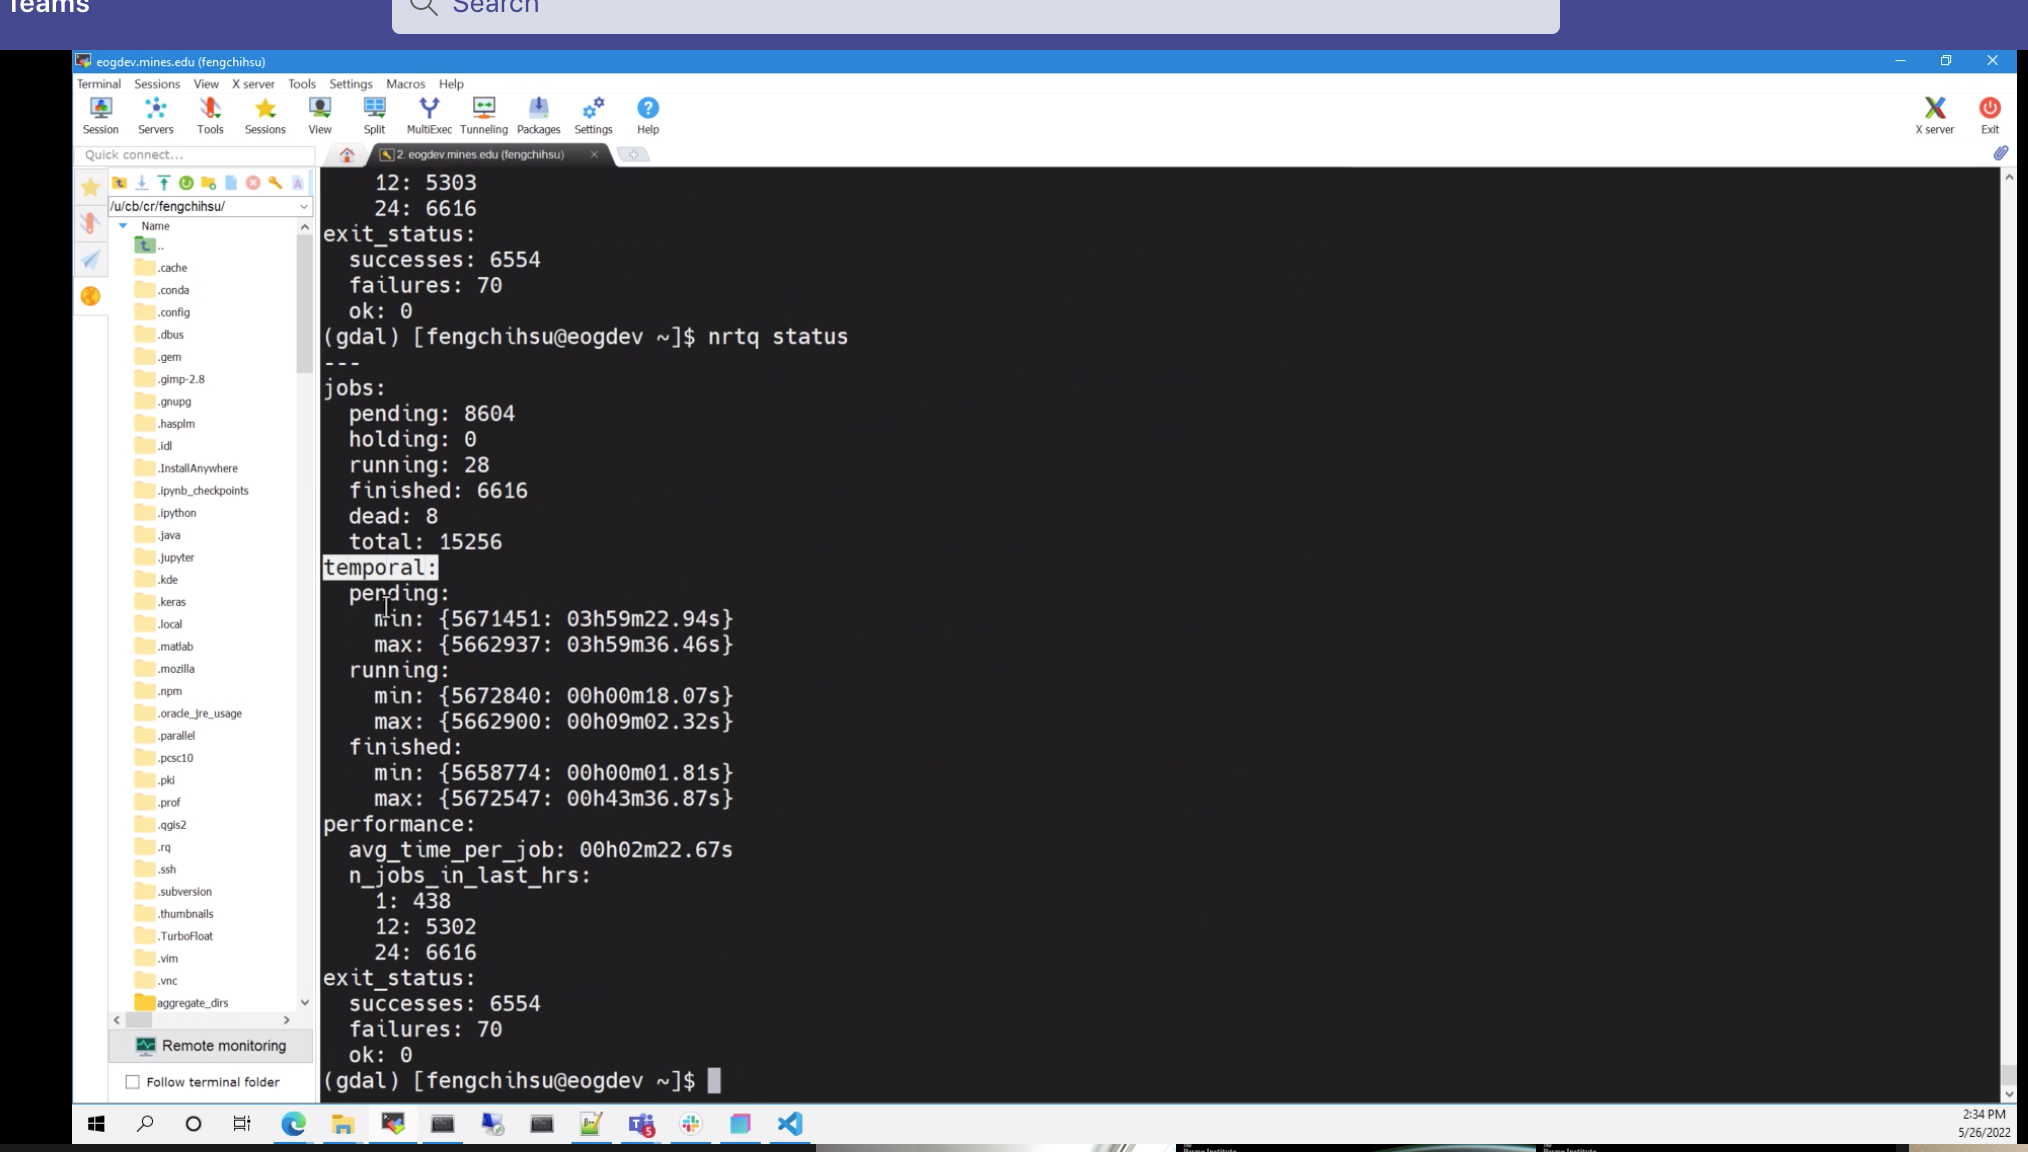 Teams
Search
eogdev.mines.edu (fengchihsu)
Terminal Sessions View X server Tools Settings Macros Help
Session Servers Tools Sessions View Split MultiExec Tunneling Packages Settings Help X server Exit
Quick connect...
2. eogdev.mines.edu (fengchihsu)
/u/cb/cr/fengchihsu/
Name
..
.cache
.conda
.config
.dbus
.gem
.gimp-2.8
.gnupg
.hasplm
.idl
.InstallAnywhere
.ipynb_checkpoints
.ipython
.java
.jupyter
.kde
.keras
.local
.matlab
.mozilla
.npm
.oracle_jre_usage
.parallel
.pcsc10
.pki
.prof
.qgis2
.rq
.ssh
.subversion
.thumbnails
.TurboFloat
.vim
.vnc
aggregate_dirs
Remote monitoring
Follow terminal folder
12: 5303
24: 6616
exit_status:
successes: 6554
failures: 70
ok: 0
(gdal) [fengchihsu@eogdev ~]$ nrtq status
---
jobs:
pending: 8604
holding: 0
running: 28
finished: 6616
dead: 8
total: 15256
temporal:
pending:
min: {5671451: 03h59m22.94s}
max: {5662937: 03h59m36.46s}
running:
min: {5672840: 00h00m18.07s}
max: {5662900: 00h09m02.32s}
finished:
min: {5658774: 00h00m01.81s}
max: {5672547: 00h43m36.87s}
performance:
avg_time_per_job: 00h02m22.67s
n_jobs_in_last_hrs:
1: 438
12: 5302
24: 6616
exit_status:
successes: 6554
failures: 70
ok: 0
(gdal) [fengchihsu@eogdev ~]$
2:34 PM
5/26/2022